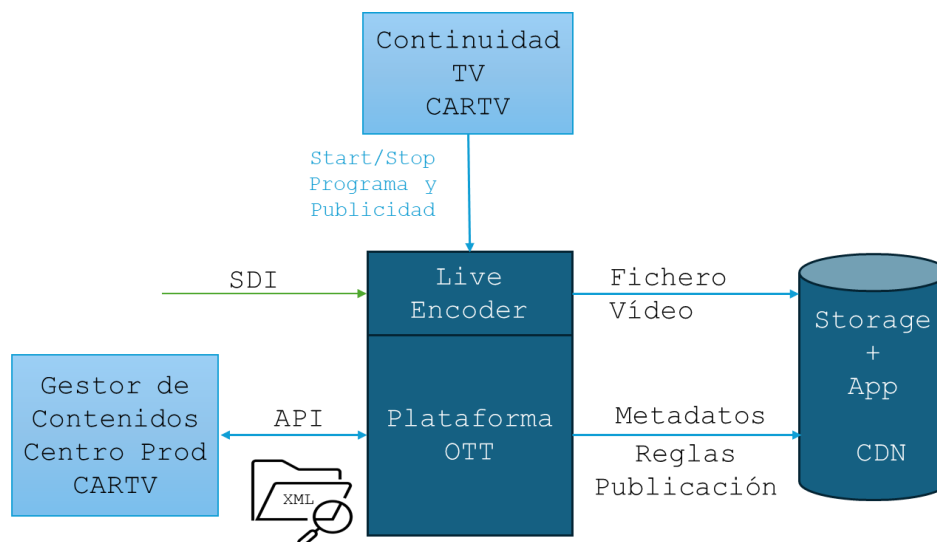 Continuidad
TV
CARTV
Start/Stop
Programa y
Publicidad
SDI
Live
Encoder
Fichero
Vídeo
Storage
+
App
CDN
Gestor de
Contenidos
Centro Prod
CARTV
API
XML
Plataforma
OTT
Metadatos
Reglas
Publicación